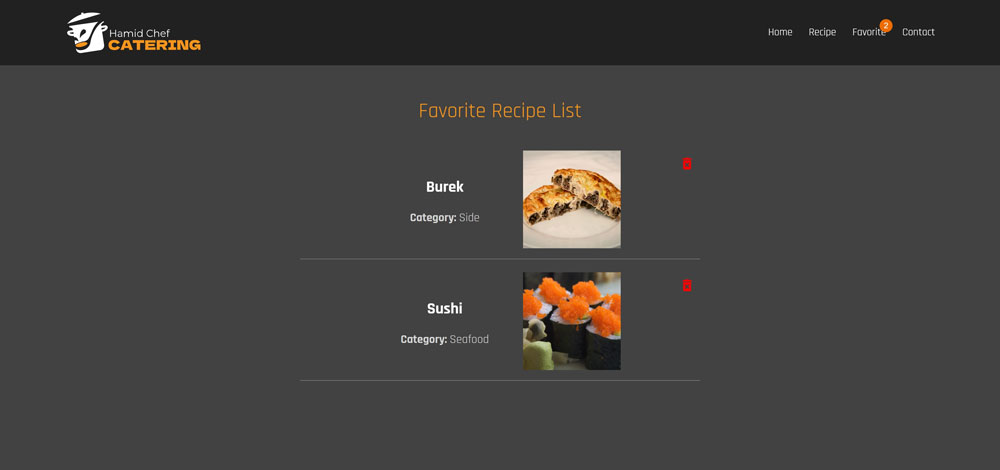 Hamid Chef
CATERING
Home Recipe Favorite 2 Contact
Favorite Recipe List
Burek
Category: Side
Sushi
Category: Seafood